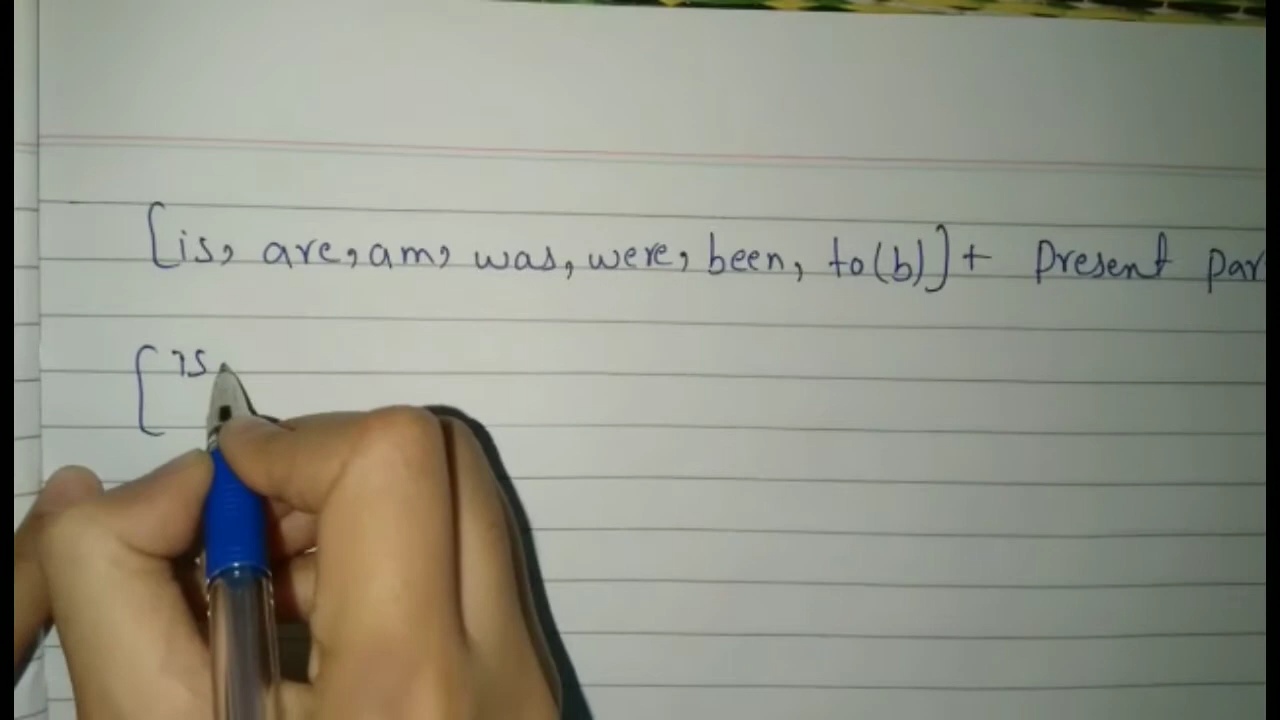 [is, are, am, was, were, been, to(b)] + Present par
[is